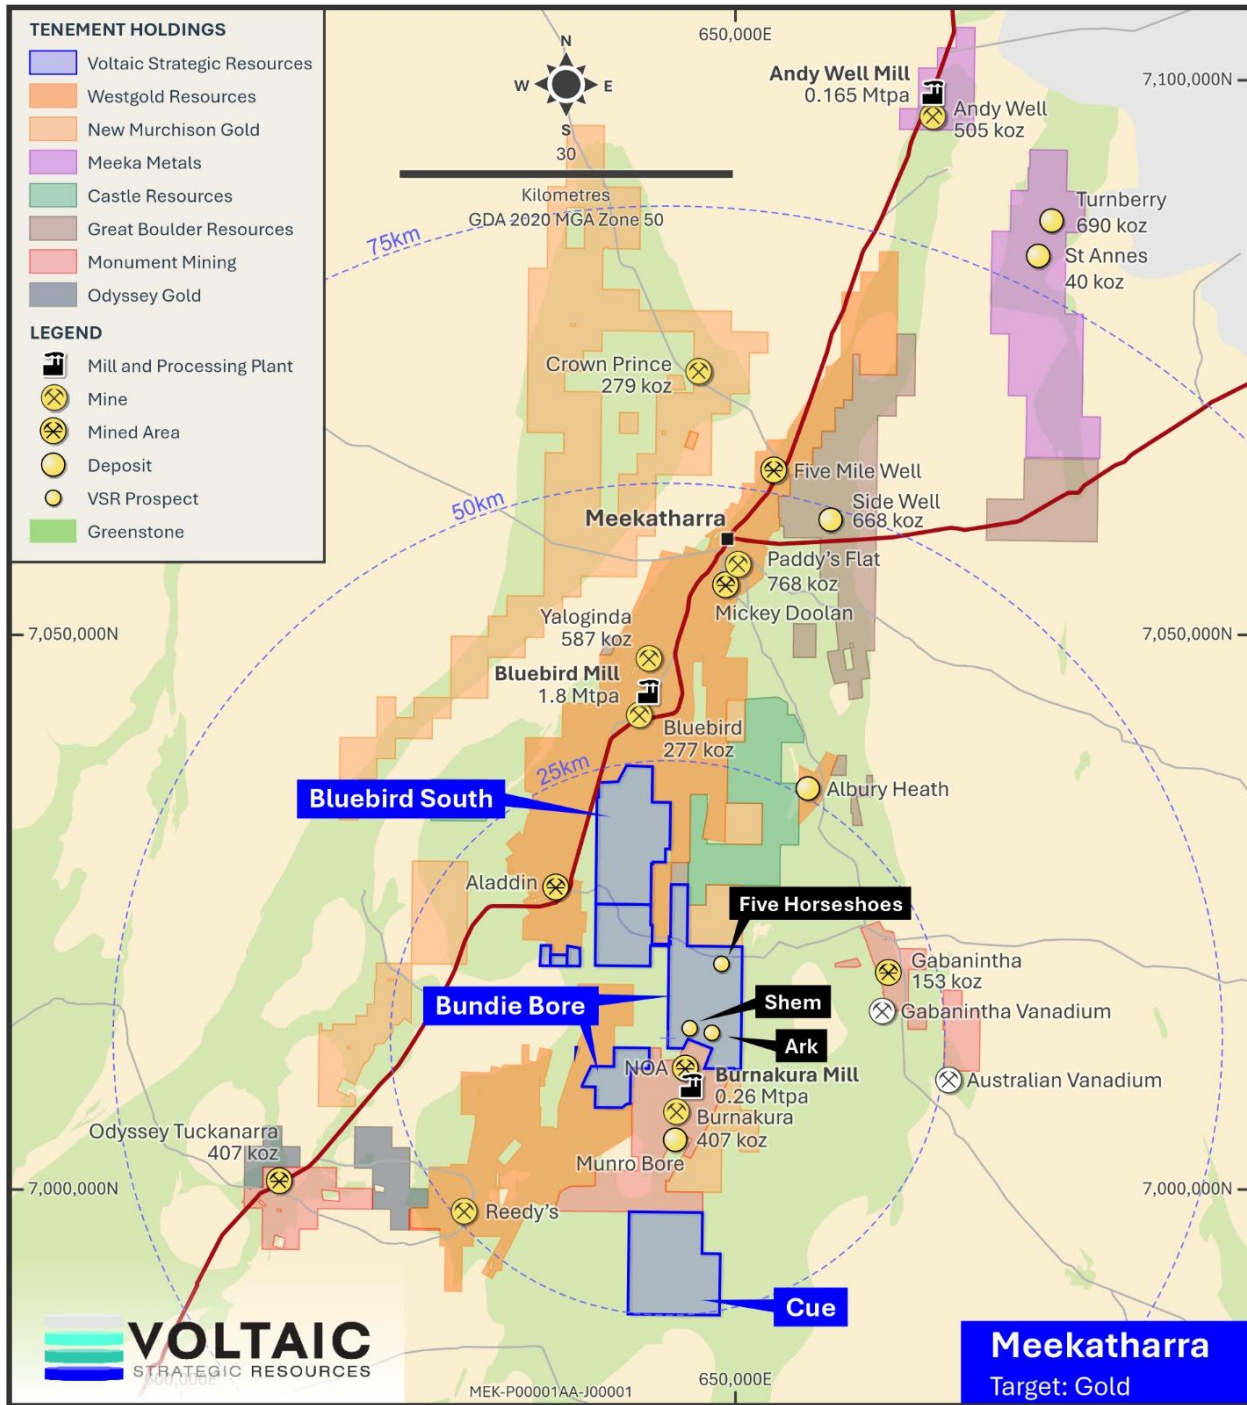 TENEMENT HOLDINGS
Voltaic Strategic Resources
Westgold Resources
New Murchison Gold
Meeka Metals
Castle Resources
Great Boulder Resources
Monument Mining
Odyssey Gold
LEGEND
Mill and Processing Plant
Mine
Mined Area
Deposit
VSR Prospect
Greenstone
N
W
E
S
30
Kilometres
GDA 2020 MGA Zone 50
650,000E
7,100,000N
Andy Well Mill
0.165 Mtpa
Andy Well
505 koz
Turnberry
690 koz
St Annes
40 koz
75km
Crown Prince
279 koz
Five Mile Well
50km
Side Well
668 koz
Meekatharra
Paddy's Flat
768 koz
Mickey Doolan
7,050,000N
7,050,000N
Yaloginda
587 koz
Bluebird Mill
1.8 Mtpa
Bluebird
277 koz
25km
Bluebird South
Albury Heath
Aladdin
Five Horseshoes
Gabanintha
153 koz
Bundie Bore
Shem
Gabanintha Vanadium
Ark
NOA
Burnakura Mill
0.26 Mtpa
Australian Vanadium
Burnakura
407 koz
Odyssey Tuckanarra
407 koz
Munro Bore
7,000,000N
7,000,000N
Reedy's
Cue
VOLTAIC
STRATEGIC RESOURCES
600,000E
MEK-P00001AA-J00001
650,000E
Meekatharra
Target: Gold